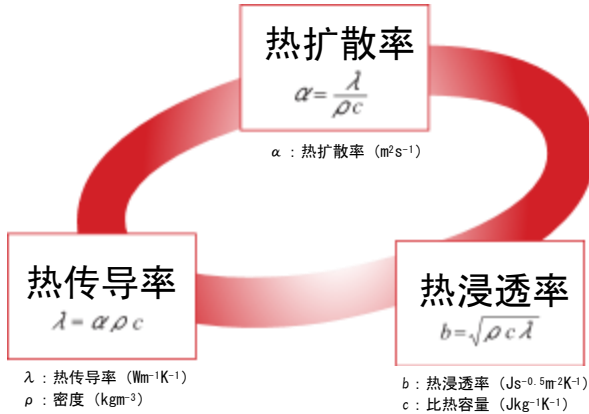 热扩散率
α=λ/ρc
α：热扩散率（m²s⁻¹）
热传导率
λ=αρc
λ：热传导率（Wm⁻¹K⁻¹）
ρ：密度（kgm⁻³）
热浸透率
b=√ρcλ
b：热浸透率（Js⁻⁰·⁵m⁻²K⁻¹）
c：比热容量（Jkg⁻¹K⁻¹）